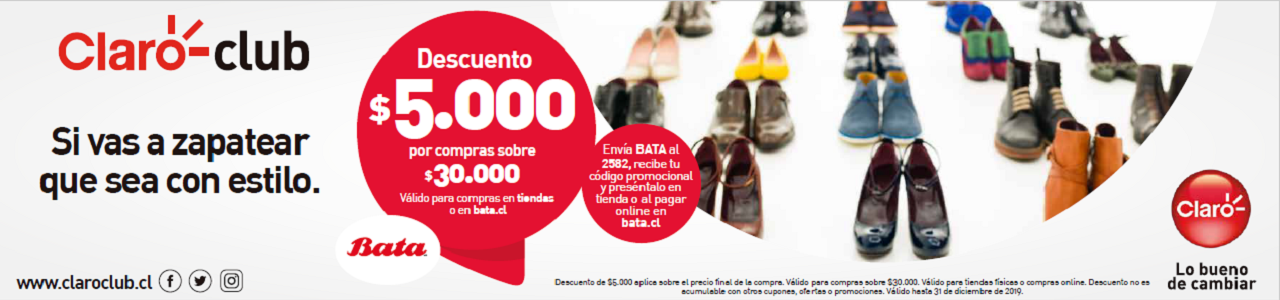 Claro-club
Si vas a zapatear
que sea con estilo.
www.claroclub.cl
Descuento
$5.000
por compras sobre
$30.000
Válido para compras en tiendas
o en bata.cl
Bata
Envía BATA al
2582, recibe tu
código promocional
y preséntalo en
tienda o al pagar
online en
bata.cl
Claro
Lo bueno
de cambiar
Descuento de $5.000 aplica sobre el precio final de la compra. Válido para compras sobre $30.000. Válido para tiendas físicas o compras online. Descuento no es
acumulable con otros cupones, ofertas o promociones. Válido hasta 31 de diciembre de 2019.